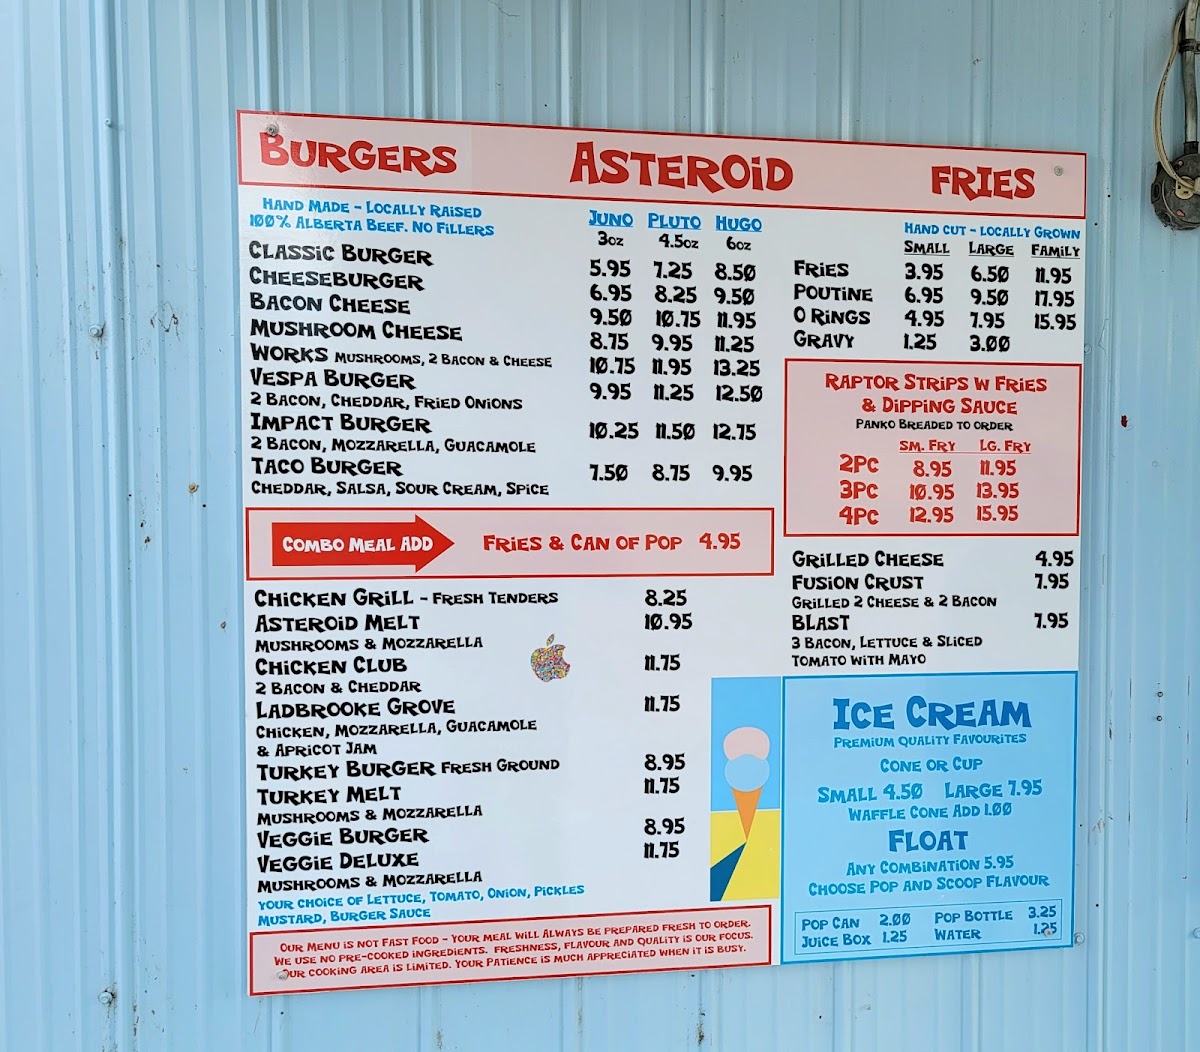 BURGERS
ASTEROID
FRIES
HAND MADE - LOCALLY RAISED
100% ALBERTA BEEF. NO FILLERS
JUNO PLUTO HUGO
3OZ 4.5OZ 6OZ
CLASSIC BURGER 5.95 7.25 8.50
CHEESEBURGER 6.95 8.25 9.50
BACON CHEESE 9.50 10.75 11.95
MUSHROOM CHEESE 8.75 9.95 11.25
WORKS MUSHROOMS, 2 BACON & CHEESE 10.75 11.95 13.25
VESPA BURGER 9.95 11.25 12.50
2 BACON, CHEDDAR, FRIED ONIONS
IMPACT BURGER 10.25 11.50 12.75
2 BACON, MOZZARELLA, GUACAMOLE
TACO BURGER 7.50 8.75 9.95
CHEDDAR, SALSA, SOUR CREAM, SPICE
COMBO MEAL ADD FRIES & CAN OF POP 4.95
CHICKEN GRILL - FRESH TENDERS 8.25
ASTEROID MELT 10.95
MUSHROOMS & MOZZARELLA
CHICKEN CLUB 11.75
2 BACON & CHEDDAR
LADBROOKE GROVE 11.75
CHICKEN, MOZZARELLA, GUACAMOLE
& APRICOT JAM
TURKEY BURGER FRESH GROUND 8.95
TURKEY MELT 11.75
MUSHROOMS & MOZZARELLA
VEGGIE BURGER 8.95
VEGGIE DELUXE 11.75
MUSHROOMS & MOZZARELLA
YOUR CHOICE OF LETTUCE, TOMATO, ONION, PICKLES
MUSTARD, BURGER SAUCE
OUR MENU IS NOT FAST FOOD - YOUR MEAL WILL ALWAYS BE PREPARED FRESH TO ORDER.
WE USE NO PRE-COOKED INGREDIENTS. FRESHNESS, FLAVOUR AND QUALITY IS OUR FOCUS.
OUR COOKING AREA IS LIMITED. YOUR PATIENCE IS MUCH APPRECIATED WHEN IT IS BUSY.
HAND CUT - LOCALLY GROWN
SMALL LARGE FAMILY
FRIES 3.95 6.50 11.95
POUTINE 6.95 9.50 17.95
O RINGS 4.95 7.95 15.95
GRAVY 1.25 3.00
RAPTOR STRIPS W FRIES
& DIPPING SAUCE
PANKO BREADED TO ORDER
SM. FRY LG. FRY
2PC 8.95 11.95
3PC 10.95 13.95
4PC 12.95 15.95
GRILLED CHEESE 4.95
FUSION CRUST 7.95
GRILLED 2 CHEESE & 2 BACON
BLAST 7.95
3 BACON, LETTUCE & SLICED
TOMATO WITH MAYO
ICE CREAM
PREMIUM QUALITY FAVOURITES
CONE OR CUP
SMALL 4.50 LARGE 7.95
WAFFLE CONE ADD 1.00
FLOAT
ANY COMBINATION 5.95
CHOOSE POP AND SCOOP FLAVOUR
POP CAN 2.00 POP BOTTLE 3.25
JUICE BOX 1.25 WATER 1.25